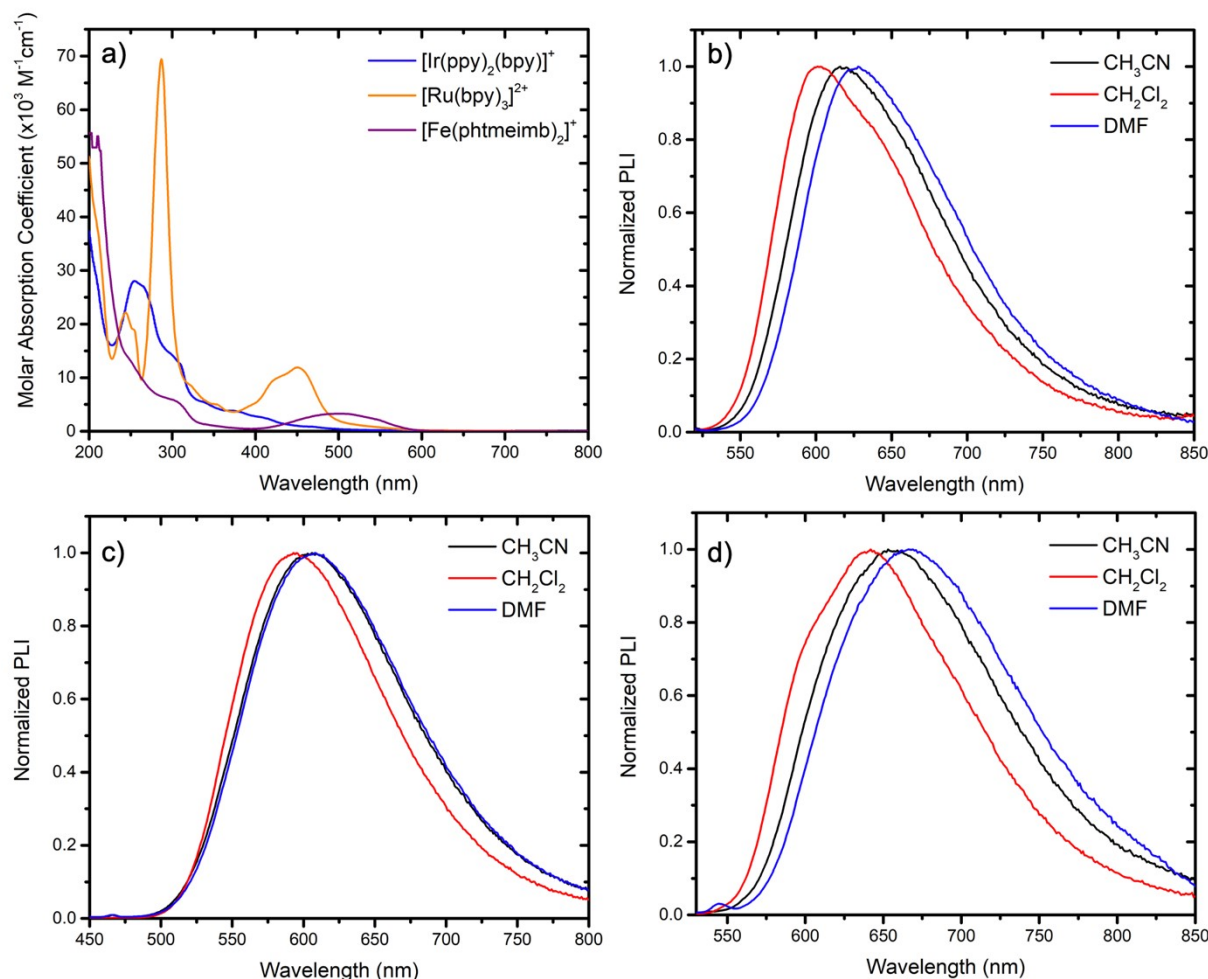 a)
[Ir(ppy)₂(bpy)]⁺
[Ru(bpy)₃]²⁺
[Fe(phtmeimb)₂]⁺
Molar Absorption Coefficient (x10³ M⁻¹cm⁻¹)
70
60
50
40
30
20
10
0
200 300 400 500 600 700 800
Wavelength (nm)
b)
CH₃CN
CH₂Cl₂
DMF
Normalized PLI
1.0
0.8
0.6
0.4
0.2
0.0
550 600 650 700 750 800 850
Wavelength (nm)
c)
CH₃CN
CH₂Cl₂
DMF
Normalized PLI
1.0
0.8
0.6
0.4
0.2
0.0
450 500 550 600 650 700 750 800
Wavelength (nm)
d)
CH₃CN
CH₂Cl₂
DMF
Normalized PLI
1.0
0.8
0.6
0.4
0.2
0.0
550 600 650 700 750 800 850
Wavelength (nm)